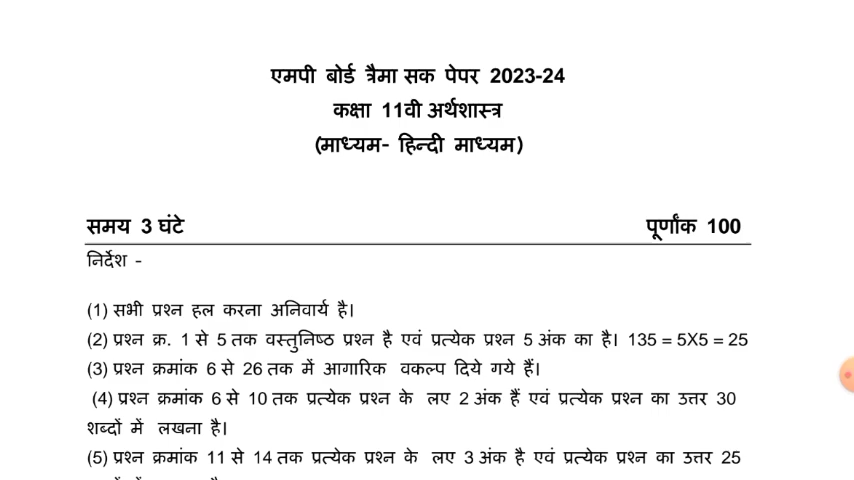 एमपी बोर्ड त्रैमा सक पेपर 2023-24
कक्षा 11वी अर्थशास्त्र
(माध्यम- हिन्दी माध्यम)
समय 3 घंटे पूर्णांक 100
निर्देश -
(1) सभी प्रश्न हल करना अनिवार्य है।
(2) प्रश्न क्र. 1 से 5 तक वस्तुनिष्ठ प्रश्न है एवं प्रत्येक प्रश्न 5 अंक का है। 135 = 5X5 = 25
(3) प्रश्न क्रमांक 6 से 26 तक में आगारिक वकल्प दिये गये हैं।
(4) प्रश्न क्रमांक 6 से 10 तक प्रत्येक प्रश्न के लए 2 अंक हैं एवं प्रत्येक प्रश्न का उत्तर 30
शब्दों में लखना है।
(5) प्रश्न क्रमांक 11 से 14 तक प्रत्येक प्रश्न के लए 3 अंक है एवं प्रत्येक प्रश्न का उत्तर 25